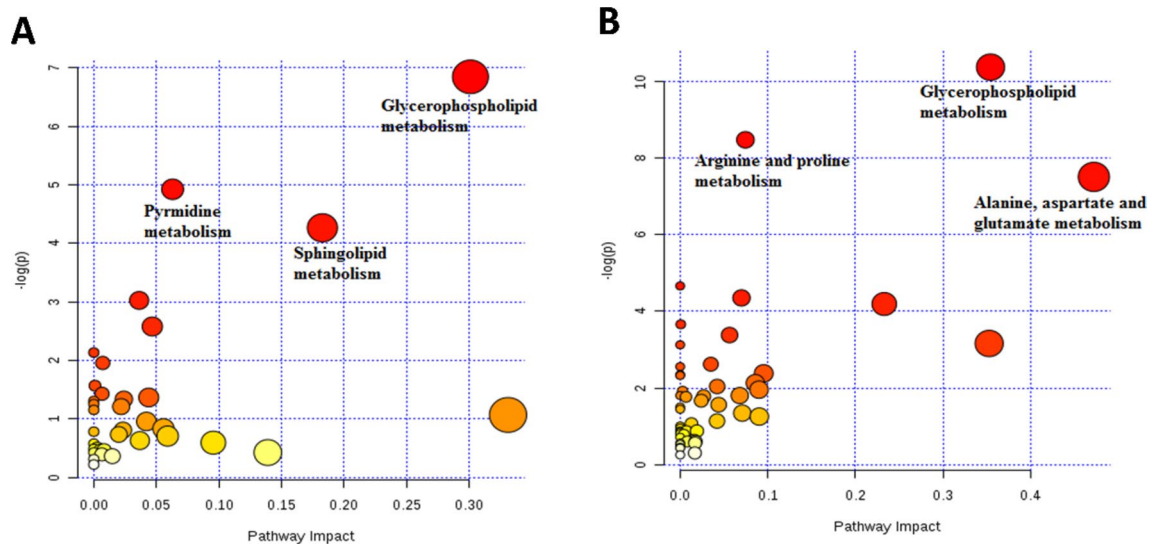 A
7
6
5
4
3
2
1
0
-log(p)
Glycerophospholipid
metabolism
Pyrmidine
metabolism
Sphingolipid
metabolism
0.00 0.05 0.10 0.15 0.20 0.25 0.30
Pathway Impact
B
10
8
6
4
2
0
-log(p)
Glycerophospholipid
metabolism
Arginine and proline
metabolism
Alanine, aspartate and
glutamate metabolism
0.0 0.1 0.2 0.3 0.4
Pathway Impact